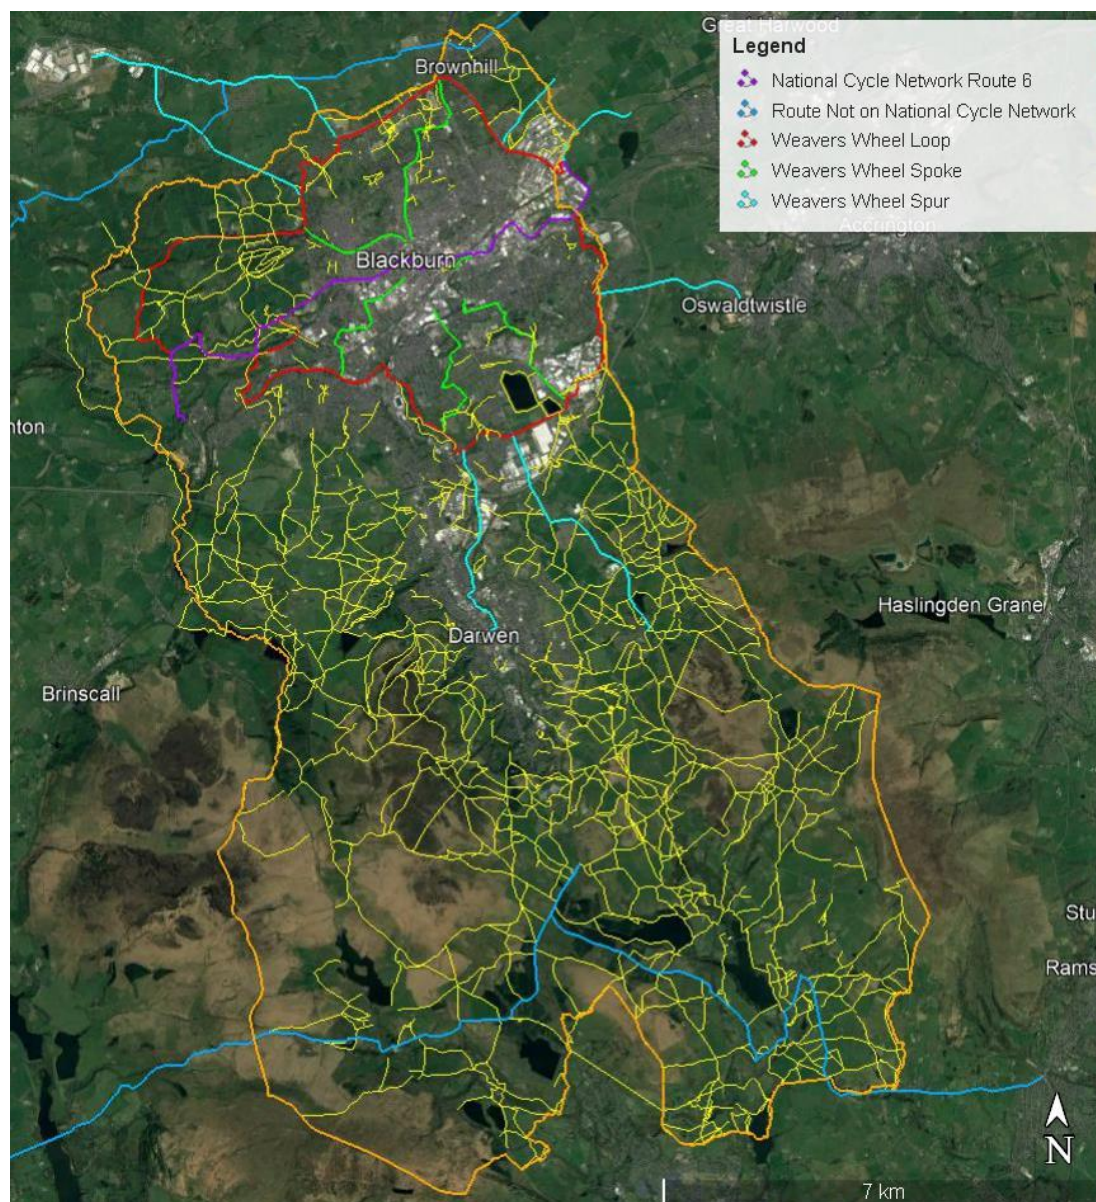 Great Harwood
Legend
Brownhill
National Cycle Network Route 6
Route Not on National Cycle Network
Weavers Wheel Loop
Weavers Wheel Spoke
Weavers Wheel Spur
Accrington
Blackburn
Oswaldtwistle
nton
Haslingden Grane
Darwen
Brinscall
Stu
Rams
N
7 km